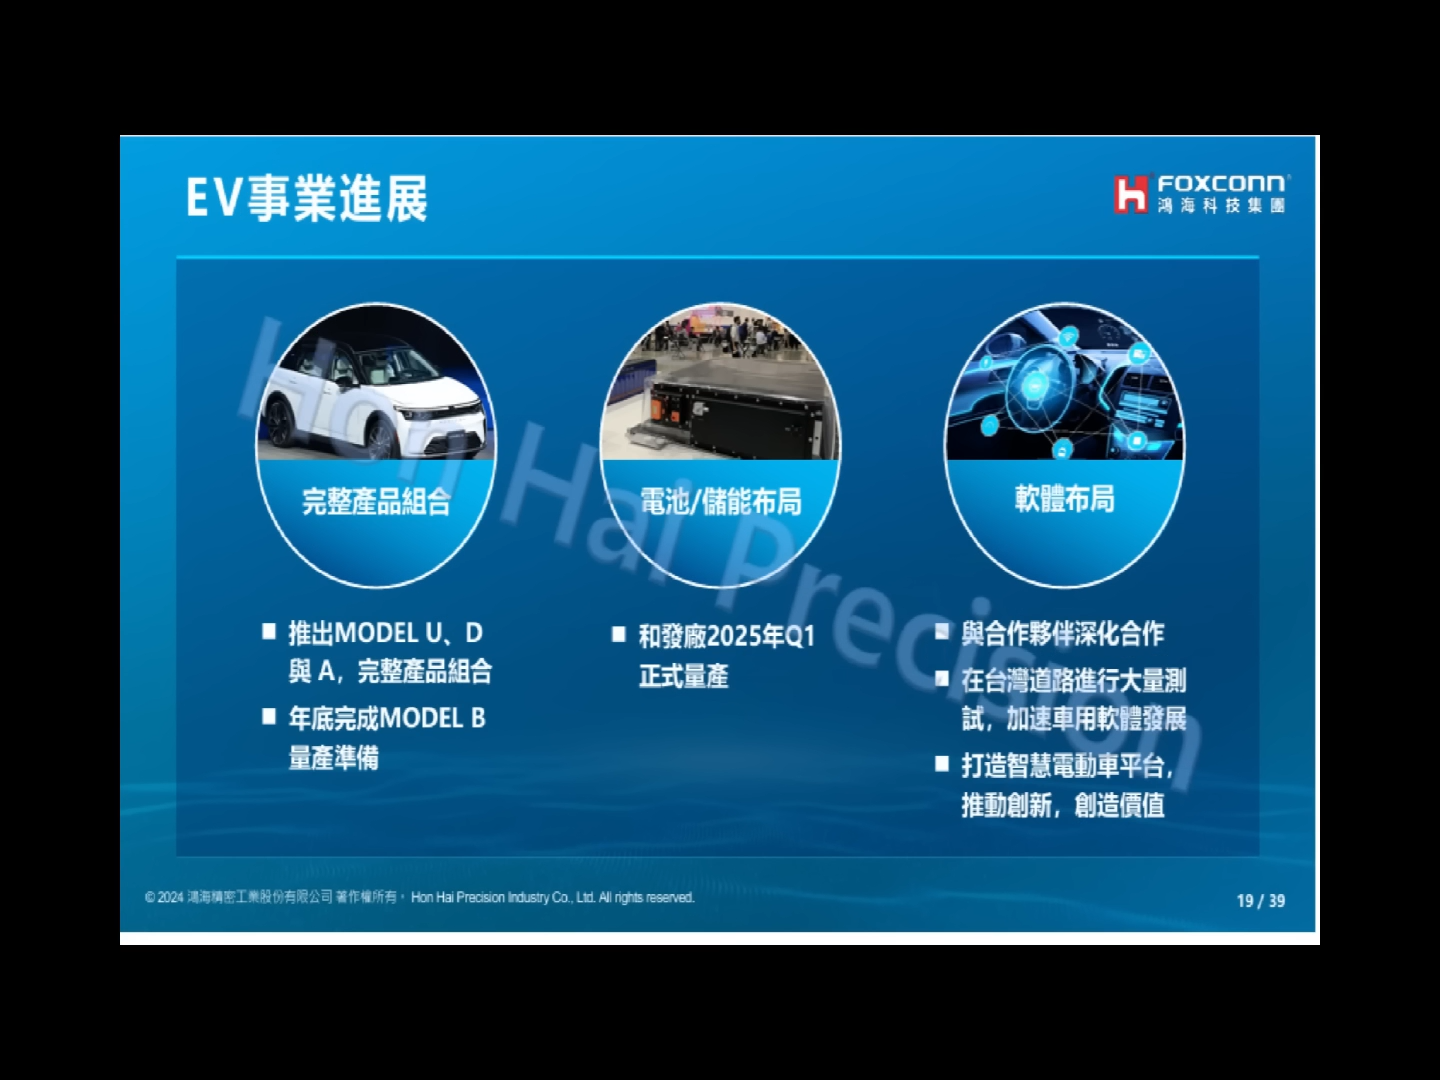 EV事業進展
FOXCONN
鴻海科技集團
完整產品組合
電池/儲能布局
軟體布局
■ 推出MODEL U、D
與 A，完整產品組合
■ 年底完成MODEL B
量產準備
■ 和發廠2025年Q1
正式量產
■ 與合作夥伴深化合作
■ 在台灣道路進行大量測
試，加速車用軟體發展
■ 打造智慧電動車平台，
推動創新，創造價值
Hon Hai Precision
© 2024 鴻海精密工業股份有限公司 著作權所有， Hon Hai Precision Industry Co., Ltd. All rights reserved.
19 / 39